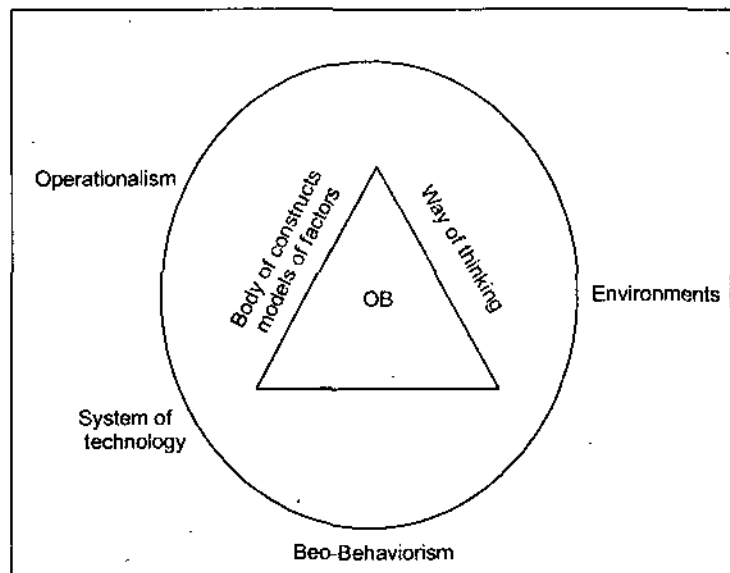 Operationalism
Body of constructs
models of factors
Way of thinking
OB
Environments
System of
technology
Beo-Behaviorism